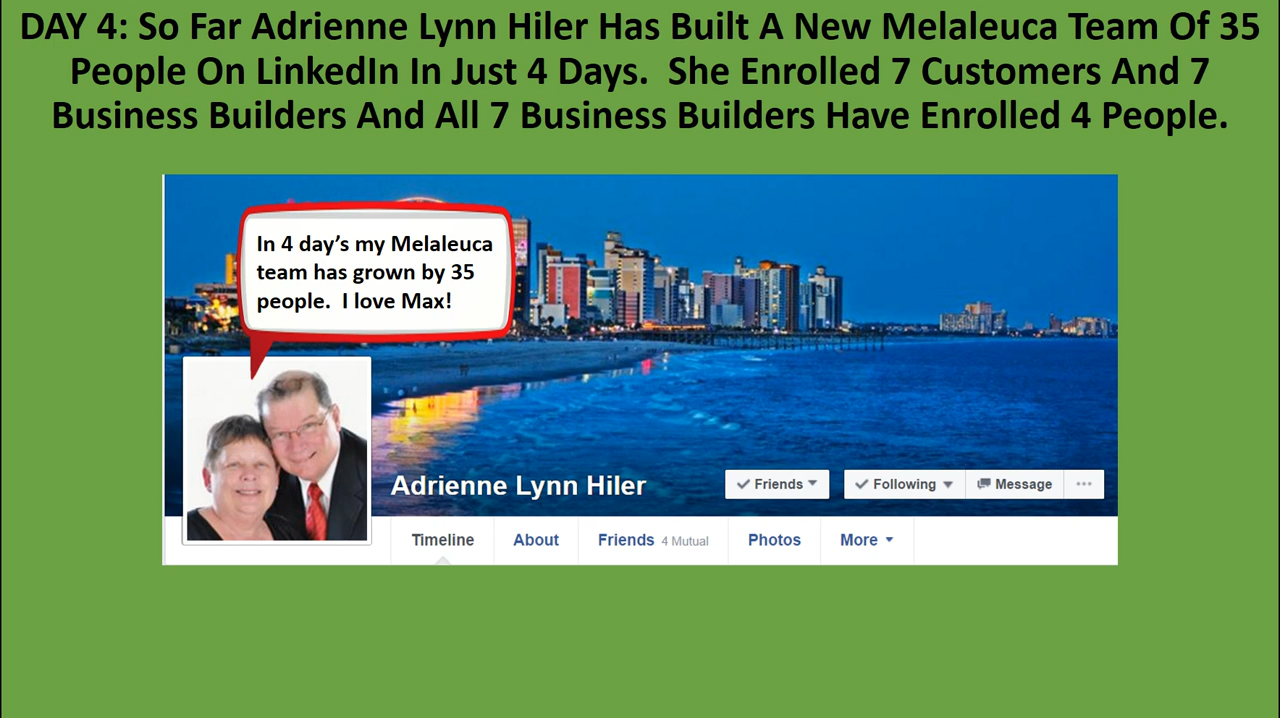 DAY 4: So Far Adrienne Lynn Hiler Has Built A New Melaleuca Team Of 35
People On LinkedIn In Just 4 Days.  She Enrolled 7 Customers And 7
Business Builders And All 7 Business Builders Have Enrolled 4 People.
In 4 day’s my Melaleuca
team has grown by 35
people.  I love Max!
Adrienne Lynn Hiler
Friends
Following
Message
Timeline
About
Friends 4 Mutual
Photos
More